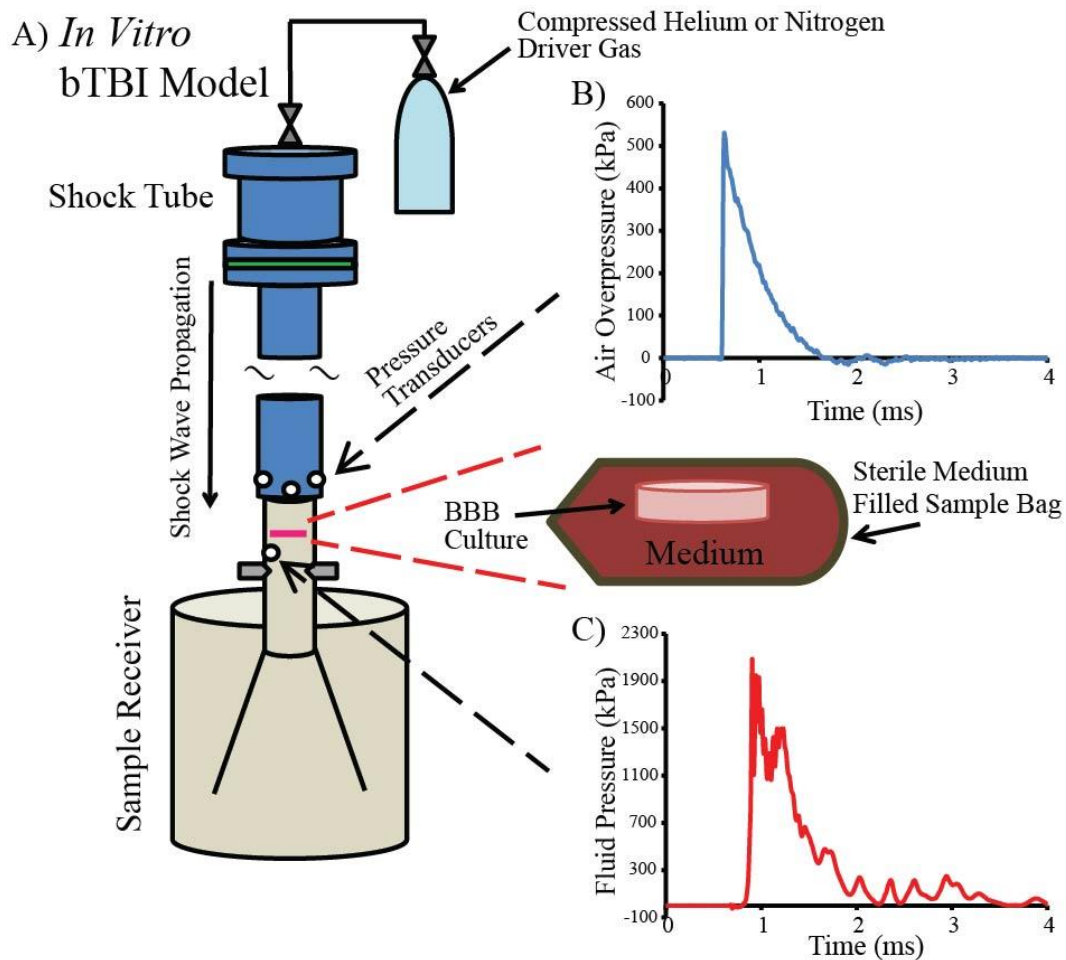 A) In Vitro
bTBI Model
Compressed Helium or Nitrogen
Driver Gas
Shock Tube
Shock Wave Propagation
Pressure
Transducers
Sample Receiver
B)
Air Overpressure (kPa)
600
500
400
300
200
100
0
-100
1
2
3
4
Time (ms)
BBB
Culture
Medium
Sterile Medium
Filled Sample Bag
C)
Fluid Pressure (kPa)
2300
1900
1500
1100
700
300
-100
0
1
2
3
4
Time (ms)